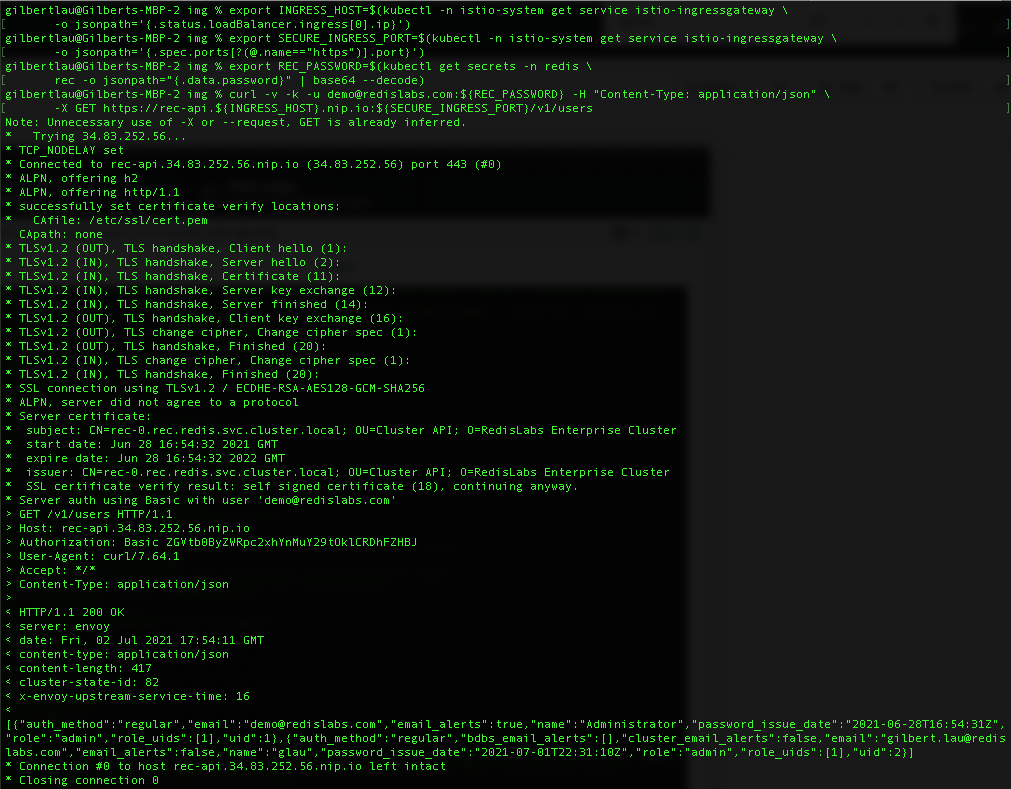 gilbertlau@Gilberts-MBP-2 img % export INGRESS_HOST=$(kubectl -n istio-system get service istio-ingressgateway \
[       -o jsonpath='{.status.loadBalancer.ingress[0].ip}')                                                     ]
gilbertlau@Gilberts-MBP-2 img % export SECURE_INGRESS_PORT=$(kubectl -n istio-system get service istio-ingressgateway \
[       -o jsonpath='{.spec.ports[?(@.name=="https")].port}')                                                   ]
gilbertlau@Gilberts-MBP-2 img % export REC_PASSWORD=$(kubectl get secrets -n redis \
[       rec -o jsonpath="{.data.password}" | base64 --decode)                                                   ]
gilbertlau@Gilberts-MBP-2 img % curl -v -k -u demo@redislabs.com:${REC_PASSWORD} -H "Content-Type: application/json" \
[       -X GET https://rec-api.${INGRESS_HOST}.nip.io:${SECURE_INGRESS_PORT}/v1/users                           ]
Note: Unnecessary use of -X or --request, GET is already inferred.
*   Trying 34.83.252.56...
* TCP_NODELAY set
* Connected to rec-api.34.83.252.56.nip.io (34.83.252.56) port 443 (#0)
* ALPN, offering h2
* ALPN, offering http/1.1
* successfully set certificate verify locations:
*   CAfile: /etc/ssl/cert.pem
  CApath: none
* TLSv1.2 (OUT), TLS handshake, Client hello (1):
* TLSv1.2 (IN), TLS handshake, Server hello (2):
* TLSv1.2 (IN), TLS handshake, Certificate (11):
* TLSv1.2 (IN), TLS handshake, Server key exchange (12):
* TLSv1.2 (IN), TLS handshake, Server finished (14):
* TLSv1.2 (OUT), TLS handshake, Client key exchange (16):
* TLSv1.2 (OUT), TLS change cipher, Change cipher spec (1):
* TLSv1.2 (OUT), TLS handshake, Finished (20):
* TLSv1.2 (IN), TLS change cipher, Change cipher spec (1):
* TLSv1.2 (IN), TLS handshake, Finished (20):
* SSL connection using TLSv1.2 / ECDHE-RSA-AES128-GCM-SHA256
* ALPN, server did not agree to a protocol
* Server certificate:
*  subject: CN=rec-0.rec.redis.svc.cluster.local; OU=Cluster API; O=RedisLabs Enterprise Cluster
*  start date: Jun 28 16:54:32 2021 GMT
*  expire date: Jun 28 16:54:32 2022 GMT
*  issuer: CN=rec-0.rec.redis.svc.cluster.local; OU=Cluster API; O=RedisLabs Enterprise Cluster
*  SSL certificate verify result: self signed certificate (18), continuing anyway.
* Server auth using Basic with user 'demo@redislabs.com'
> GET /v1/users HTTP/1.1
> Host: rec-api.34.83.252.56.nip.io
> Authorization: Basic ZGVtb0ByZWRpc2xhYnMuY29tOklCRDhFZHBJ
> User-Agent: curl/7.64.1
> Accept: */*
> Content-Type: application/json
>
< HTTP/1.1 200 OK
< server: envoy
< date: Fri, 02 Jul 2021 17:54:11 GMT
< content-type: application/json
< content-length: 417
< cluster-state-id: 82
< x-envoy-upstream-service-time: 16
<
[{"auth_method":"regular","email":"demo@redislabs.com","email_alerts":true,"name":"Administrator","password_issue_date":"2021-06-28T16:54:31Z",
"role":"admin","role_uids":[1],"uid":1},{"auth_method":"regular","bdbs_email_alerts":[],"cluster_email_alerts":false,"email":"gilbert.lau@redis
labs.com","email_alerts":false,"name":"glau","password_issue_date":"2021-07-01T22:31:10Z","role":"admin","role_uids":[1],"uid":2}]
* Connection #0 to host rec-api.34.83.252.56.nip.io left intact
* Closing connection 0